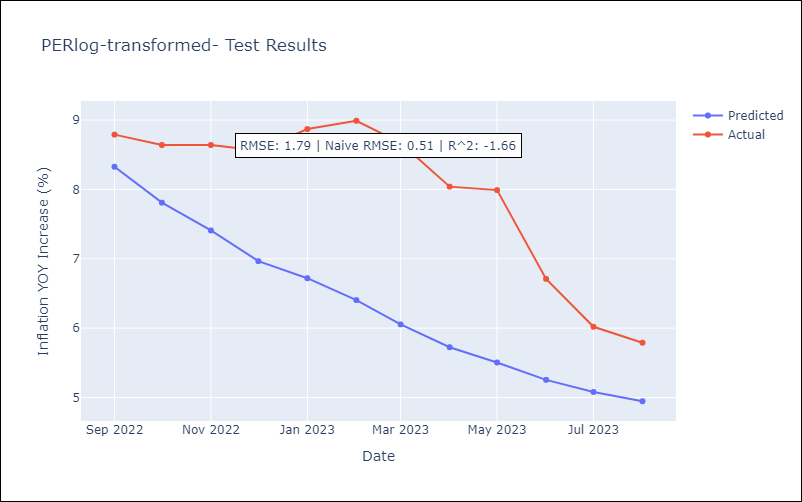 PERlog-transformed- Test Results
Predicted
Actual
RMSE: 1.79 | Naive RMSE: 0.51 | R^2: -1.66
Inflation YOY Increase (%)
9
8
7
6
5
Sep 2022 Nov 2022 Jan 2023 Mar 2023 May 2023 Jul 2023
Date